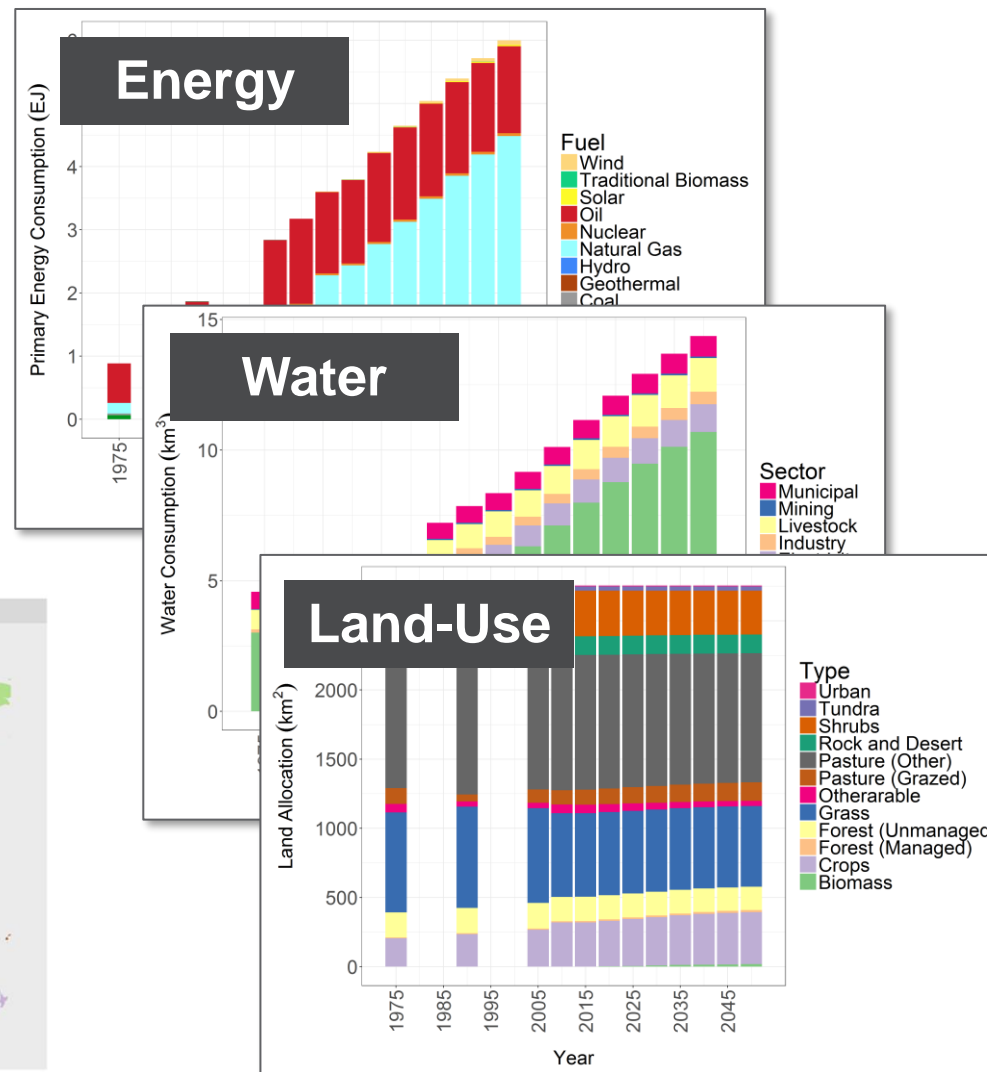 Energy
Primary Energy Consumption (EJ)
4
3
2
1
0
1975
Fuel
Wind
Traditional Biomass
Solar
Oil
Nuclear
Natural Gas
Hydro
Geothermal
Coal
Water
Water Consumption (km³)
15
10
5
0
Sector
Municipal
Mining
Livestock
Industry
Land-Use
Land Allocation (km²)
2000
1500
1000
500
0
1975
1985
1995
2005
2015
2025
2035
2045
Year
Type
Urban
Tundra
Shrubs
Rock and Desert
Pasture (Other)
Pasture (Grazed)
Otherarable
Grass
Forest (Unmanaged
Forest (Managed)
Crops
Biomass